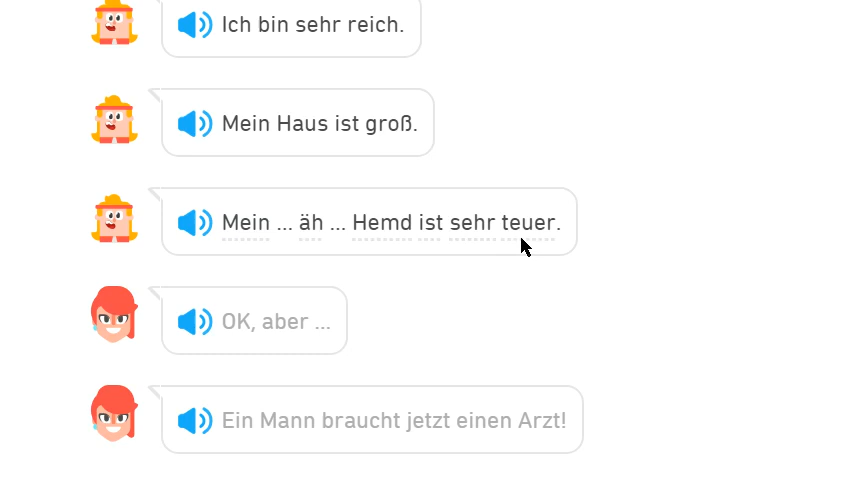 Ich bin sehr reich.
Mein Haus ist groß.
Mein ... äh ... Hemd ist sehr teuer.
OK, aber ...
Ein Mann braucht jetzt einen Arzt!